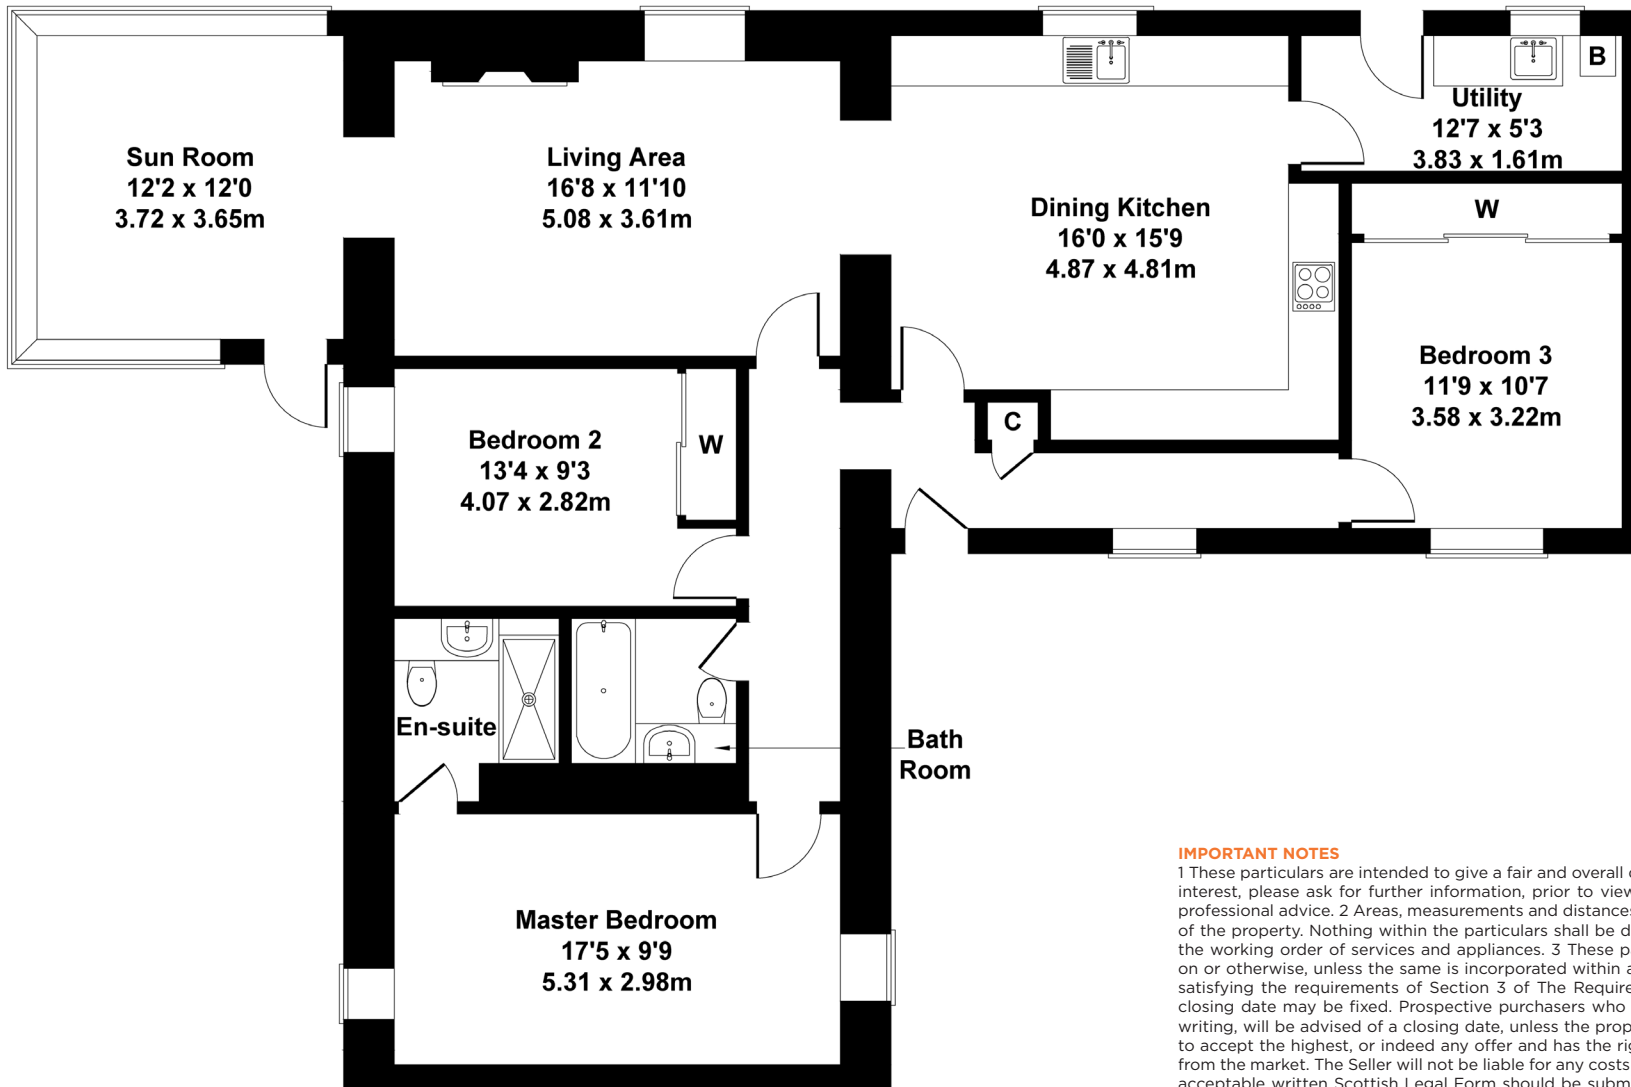 Sun Room
12'2 x 12'0
3.72 x 3.65m
Living Area
16'8 x 11'10
5.08 x 3.61m
Dining Kitchen
16'0 x 15'9
4.87 x 4.81m
B
Utility
12'7 x 5'3
3.83 x 1.61m
W
Bedroom 3
11'9 x 10'7
3.58 x 3.22m
C
Bedroom 2
13'4 x 9'3
4.07 x 2.82m
W
En-suite
Bath
Room
Master Bedroom
17'5 x 9'9
5.31 x 2.98m
IMPORTANT NOTES
1 These particulars are intended to give a fair and overall
interest, please ask for further information, prior to
professional advice. 2 Areas, measurements and distances
of the property. Nothing within the particulars shall be
the working order of services and appliances. 3 These
on or otherwise, unless the same is incorporated within
satisfying the requirements of Section 3 of The
closing date may be fixed. Prospective purchasers who
writing, will be advised of a closing date, unless the
to accept the highest, or indeed any offer and has the
from the market. The Seller will not be liable for any costs
acceptable written Scottish Legal Form should be